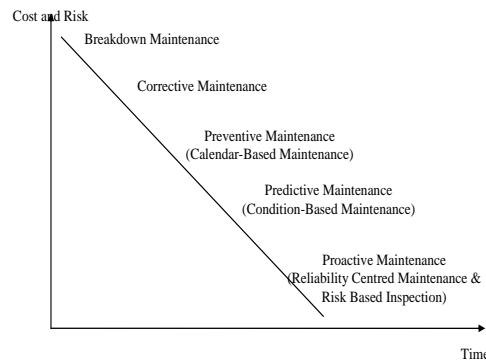 Cost and Risk
Breakdown Maintenance
Corrective Maintenance
Preventive Maintenance
(Calendar-Based Maintenance)
Predictive Maintenance
(Condition-Based Maintenance)
Proactive Maintenance
(Reliability Centred Maintenance &
Risk Based Inspection)
Time